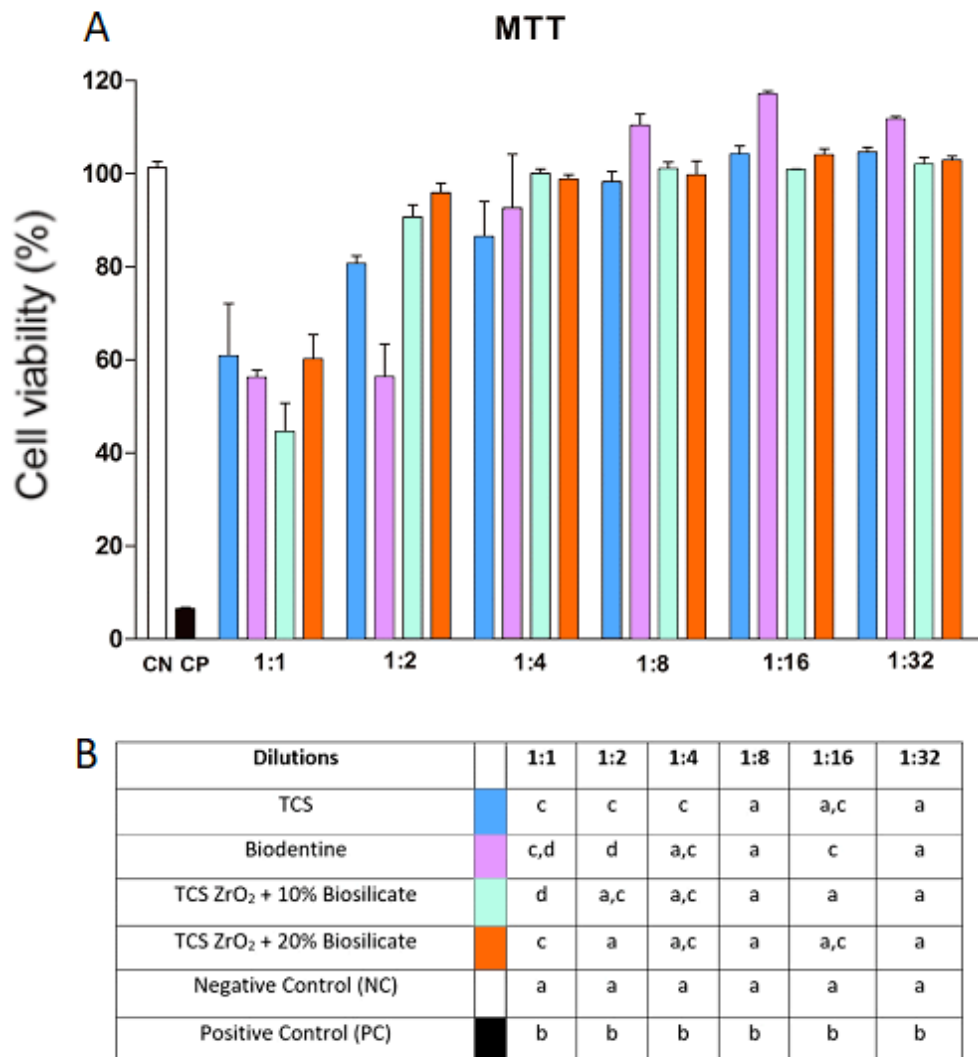 A
MTT
Cell viability (%)
120
100
80
60
40
20
0
CN CP 1:1 1:2 1:4 1:8 1:16 1:32
B
Dilutions 1:1 1:2 1:4 1:8 1:16 1:32
TCS c c c a a,c a
Biodentine c,d d a,c a c a
TCS ZrO₂ + 10% Biosilicate d a,c a,c a a a
TCS ZrO₂ + 20% Biosilicate c a a,c a a,c a
Negative Control (NC) a a a a a a
Positive Control (PC) b b b b b b